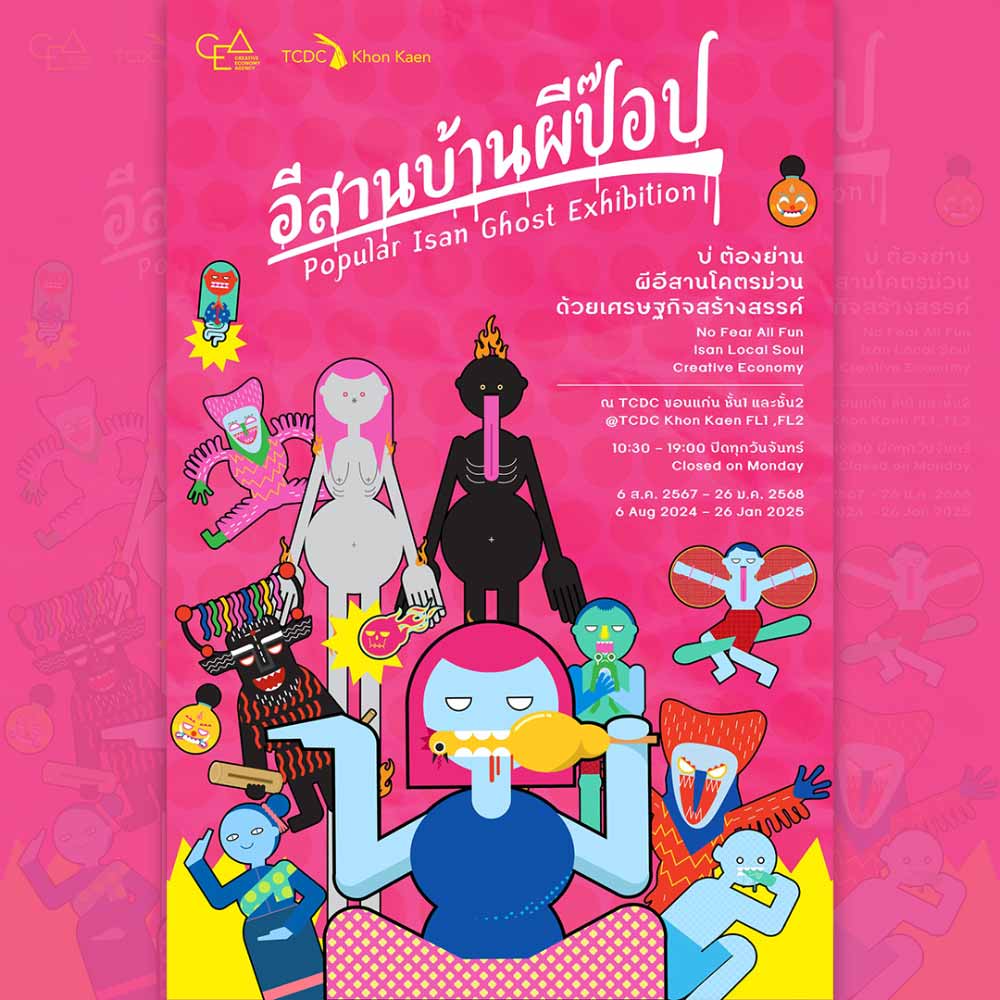 CEA
CREATIVE
ECONOMY
AGENCY
TCDC Khon Kaen
อีสานบ้านผีป๊อป
Popular Isan Ghost Exhibition
บ่ ต้องย่าน
ผีอีสานโคตรม่วน
ด้วยเศรษฐกิจสร้างสรรค์
No Fear All Fun
Isan Local Soul
Creative Economy
ณ TCDC ขอนแก่น ชั้น1 และชั้น2
@TCDC Khon Kaen FL1 ,FL2
10:30 – 19:00 ปิดทุกวันจันทร์
Closed on Monday
6 ส.ค. 2567 – 26 ม.ค. 2568
6 Aug 2024 – 26 Jan 2025